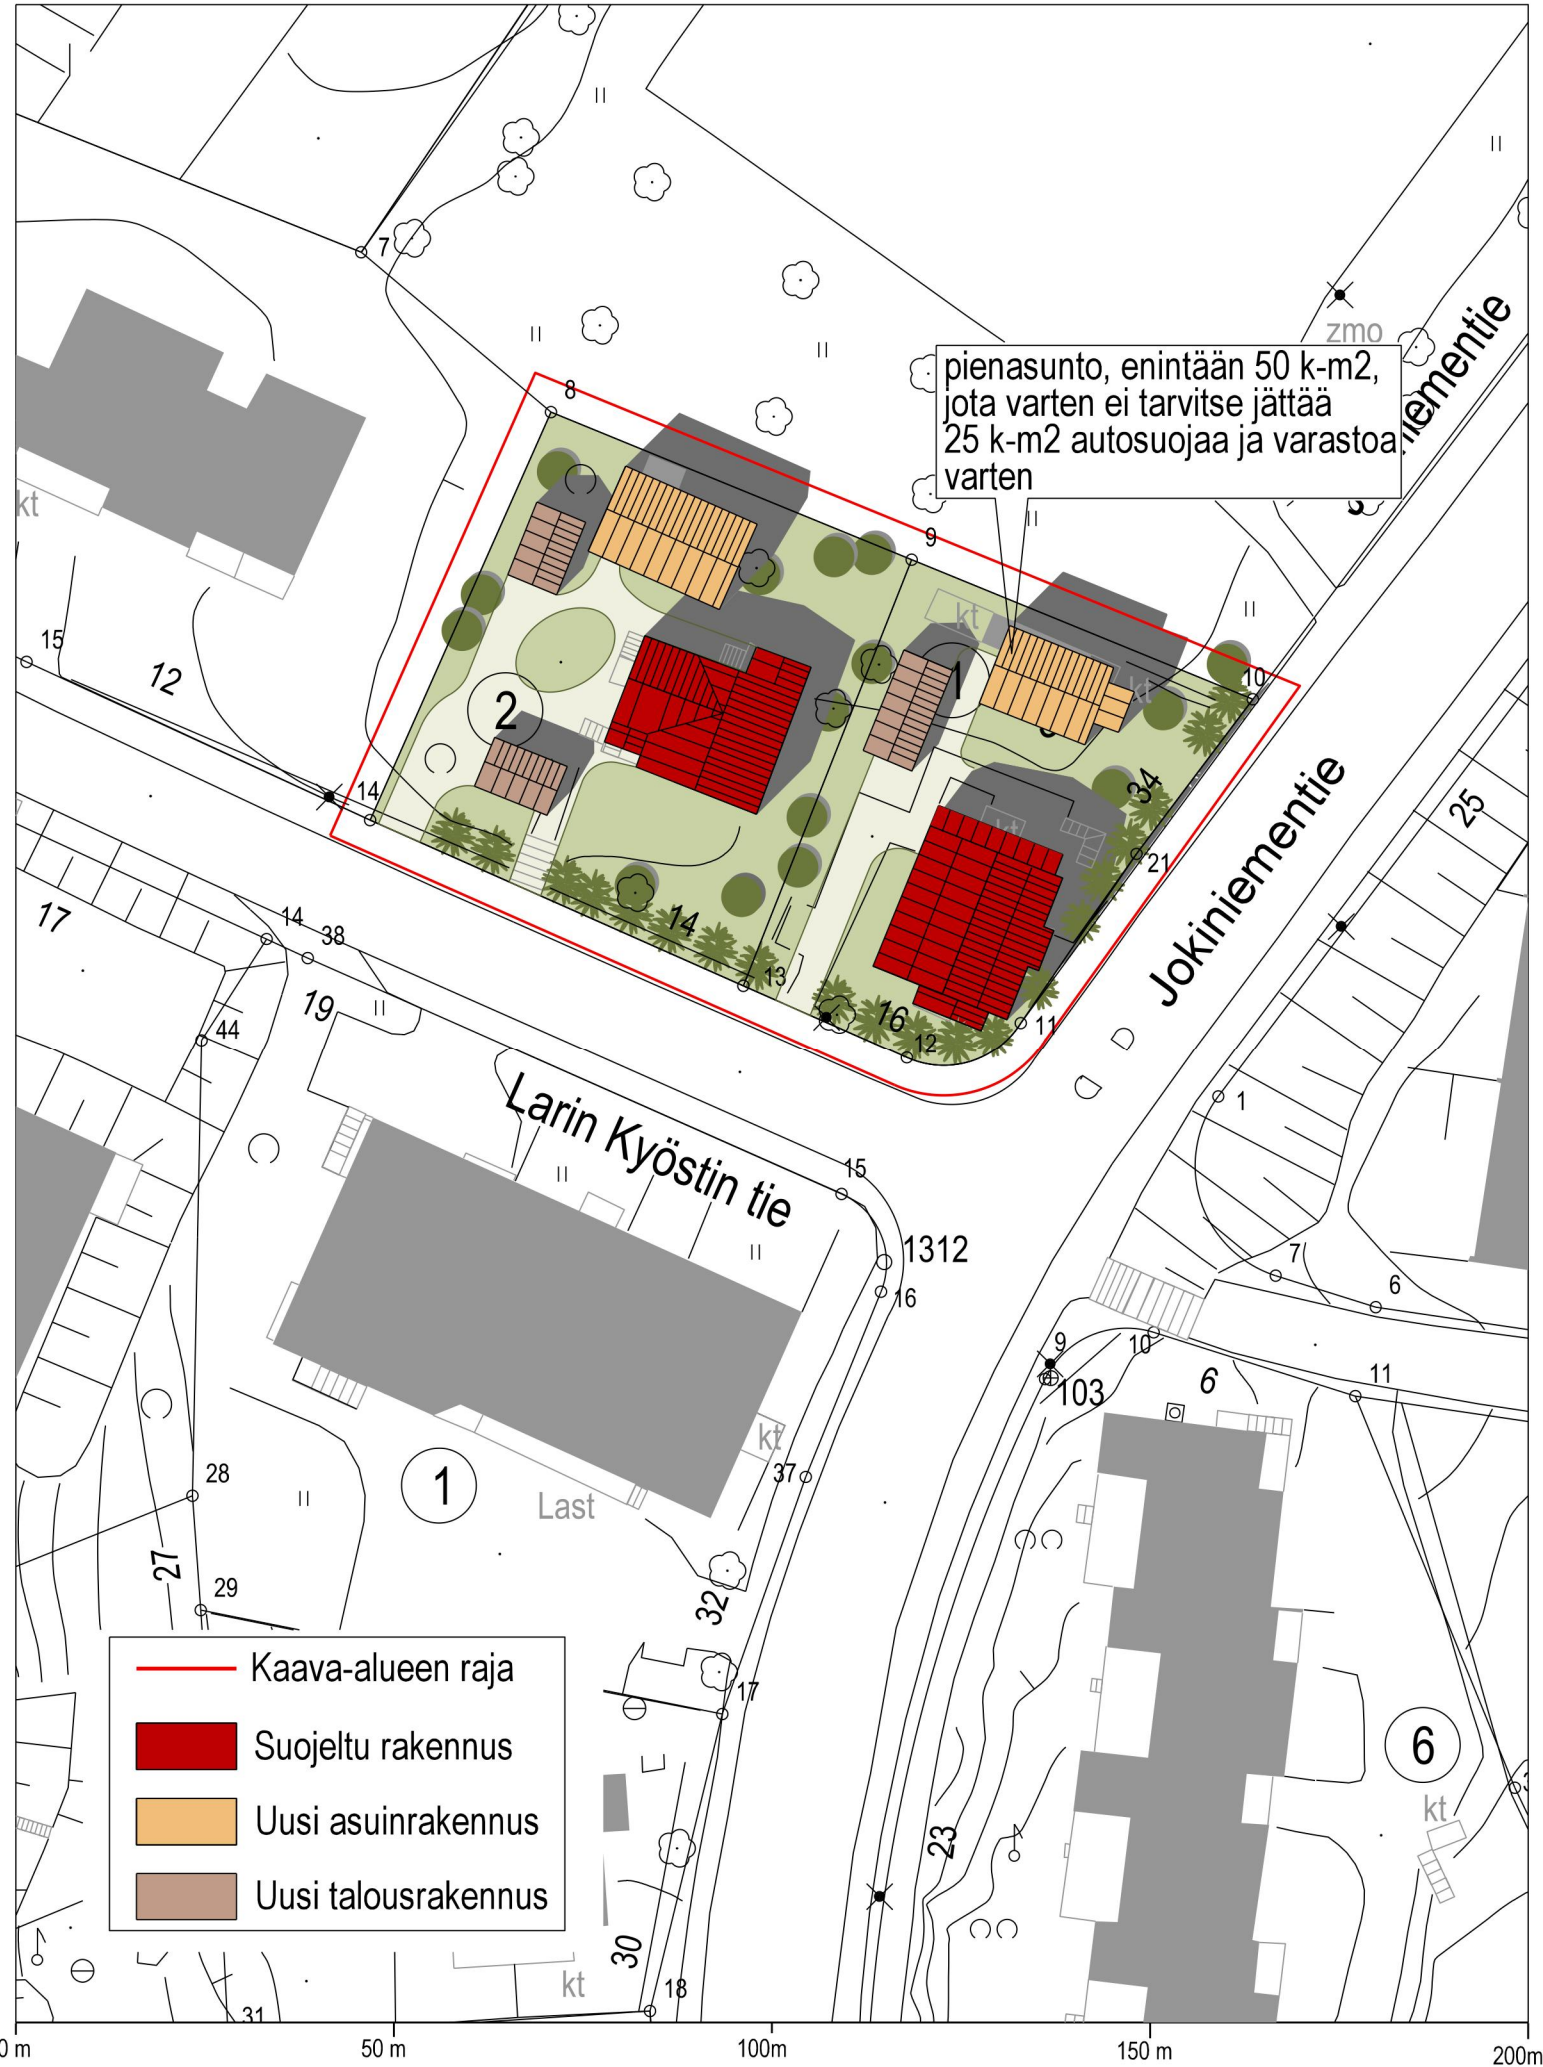 7
zmo
pienasunto, enintään 50 k-m2,
jota varten ei tarvitse jättää
25 k-m2 autosuojaa ja varastoa
varten
8
9
kt
15
12
kt
1
kt
10
2
14
34
kt
21
Jokiniementie
25
17
14
38
14
13
16
12
11
19
44
1
Larin Kyöstin tie
15
1312
16
7
6
9
10
103
6
11
kt
37
28
1
Last
27
29
32
17
Kaava-alueen raja
Suojeltu rakennus
Uusi asuinrakennus
Uusi talousrakennus
6
kt
23
30
kt
18
31
0 m
50 m
100m
150 m
200m